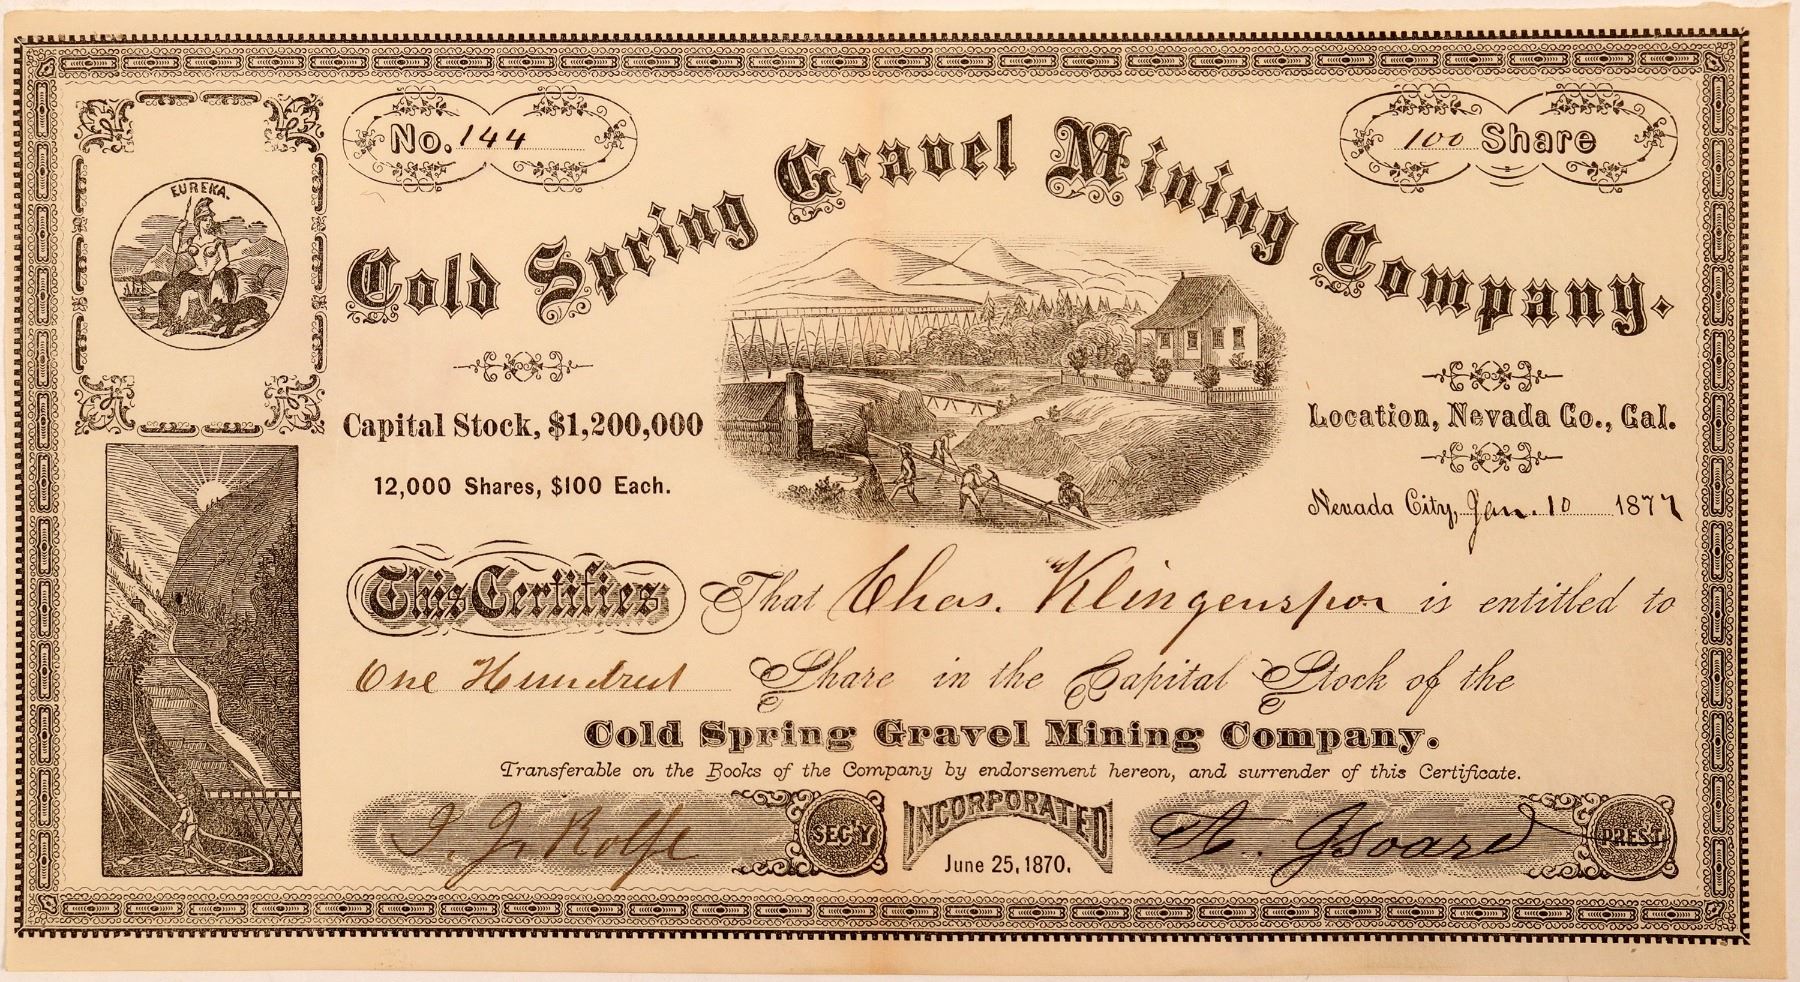 EUREKA.
No. 144
100 Share
Cold Spring Gravel Mining Company.
Capital Stock, $1,200,000
12,000 Shares, $100 Each.
Location, Nevada Co., Cal.
Nevada City, Jan. 10 1877
This Certifies That Chas. Klingenspor is entitled to
One Hundred Share in the Capital Stock of the
Cold Spring Gravel Mining Company.
Transferable on the Books of the Company by endorsement hereon, and surrender of this Certificate.
I. J. Rolfe SEC'Y
INCORPORATED
June 25, 1870.
PRES'T